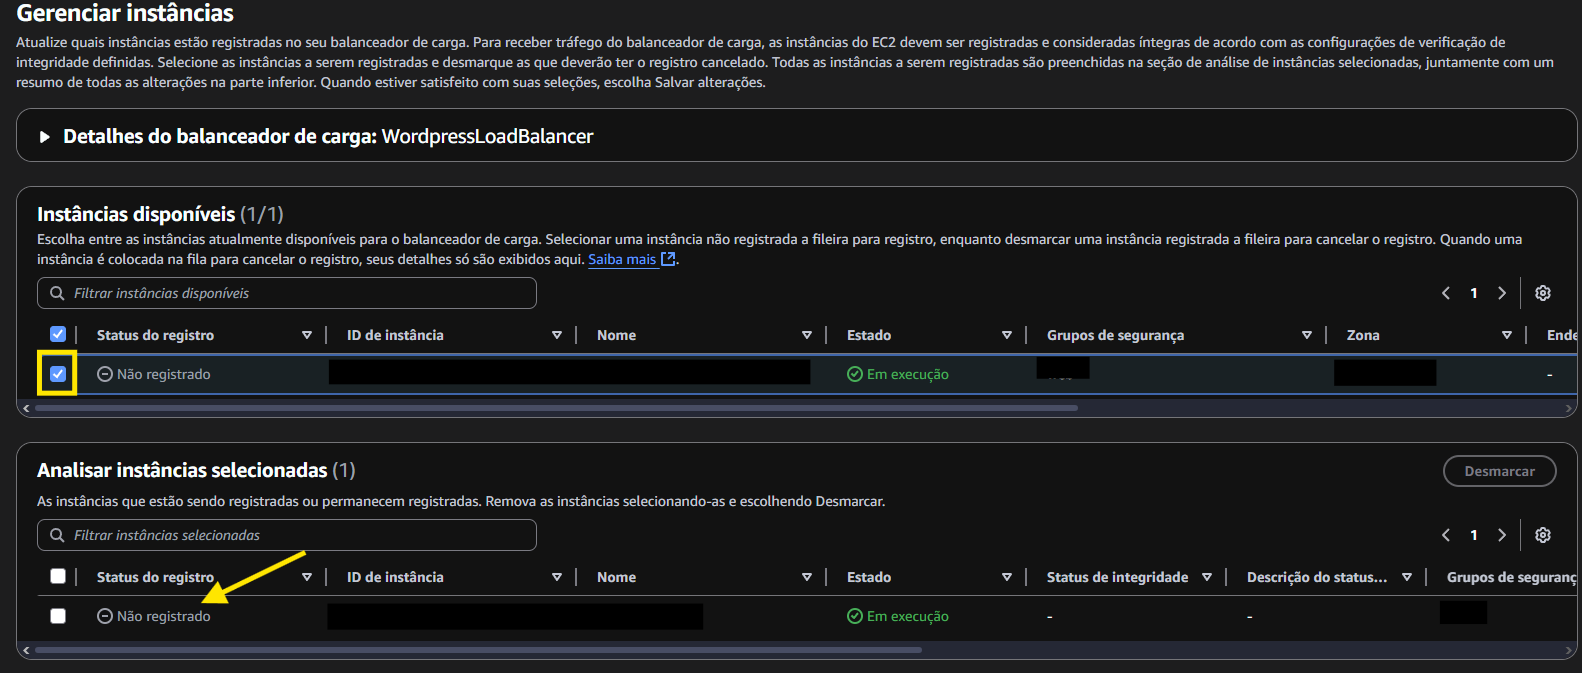 Gerenciar instâncias
Atualize quais instâncias estão registradas no seu balanceador de carga. Para receber tráfego do balanceador de carga, as instâncias do EC2 devem ser registradas e consideradas íntegras de acordo com as configurações de verificação de
integridade definidas. Selecione as instâncias a serem registradas e desmarque as que deverão ter o registro cancelado. Todas as instâncias a serem registradas são preenchidas na seção de análise de instâncias selecionadas, juntamente com um
resumo de todas as alterações na parte inferior. Quando estiver satisfeito com suas seleções, escolha Salvar alterações.
Detalhes do balanceador de carga: WordpressLoadBalancer
Instâncias disponíveis (1/1)
Escolha entre as instâncias atualmente disponíveis para o balanceador de carga. Selecionar uma instância não registrada a fileira para registro, enquanto desmarcar uma instância registrada a fileira para cancelar o registro. Quando uma
instância é colocada na fila para cancelar o registro, seus detalhes só são exibidos aqui. Saiba mais.
Filtrar instâncias disponíveis 1
Status do registro ID de instância Nome Estado Grupos de segurança Zona Ende
Não registrado Em execução -
Analisar instâncias selecionadas (1) Desmarcar
As instâncias que estão sendo registradas ou permanecem registradas. Remova as instâncias selecionando-as e escolhendo Desmarcar.
Filtrar instâncias selecionadas 1
Status do registro ID de instância Nome Estado Status de integridade Descrição do status... Grupos de seguranç
Não registrado Em execução - -